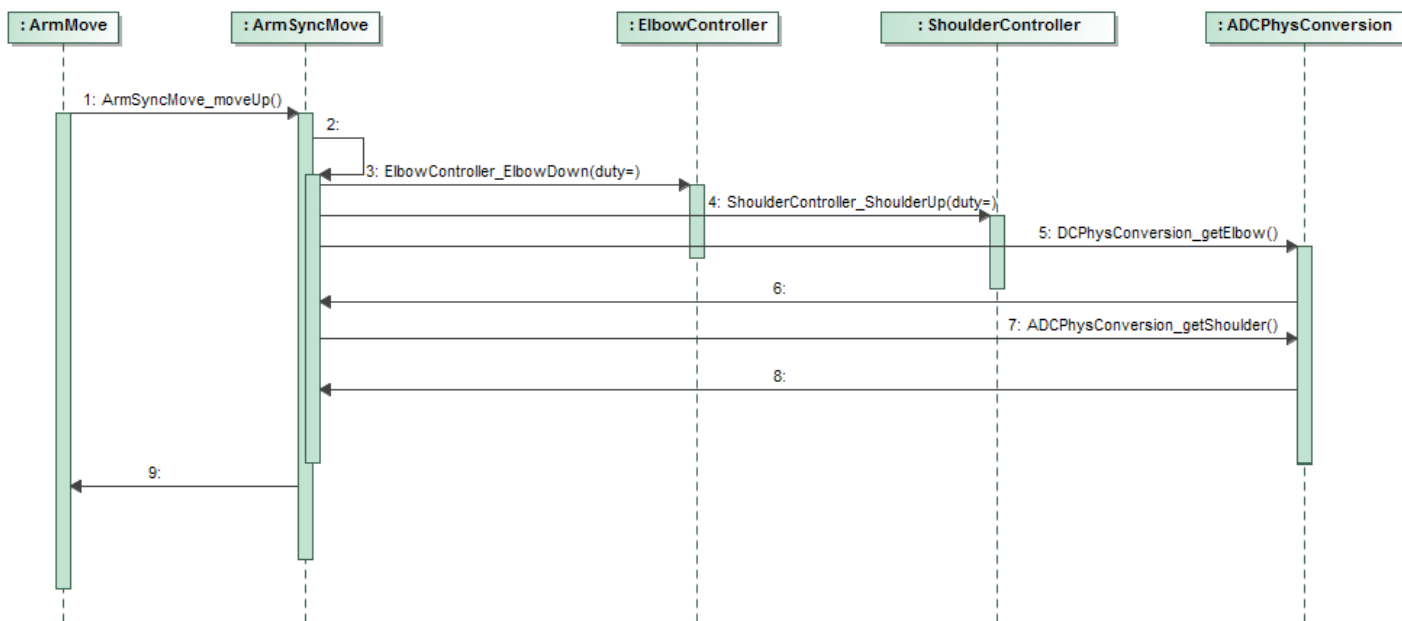 : ArmMove
: ArmSyncMove
: ElbowController
: ShoulderController
: ADCPhysConversion
1: ArmSyncMove_moveUp()
2:
3: ElbowController_ElbowDown(duty=)
4: ShoulderController_ShoulderUp(duty=)
5: DCPhysConversion_getElbow()
6:
7: ADCPhysConversion_getShoulder()
8:
9: